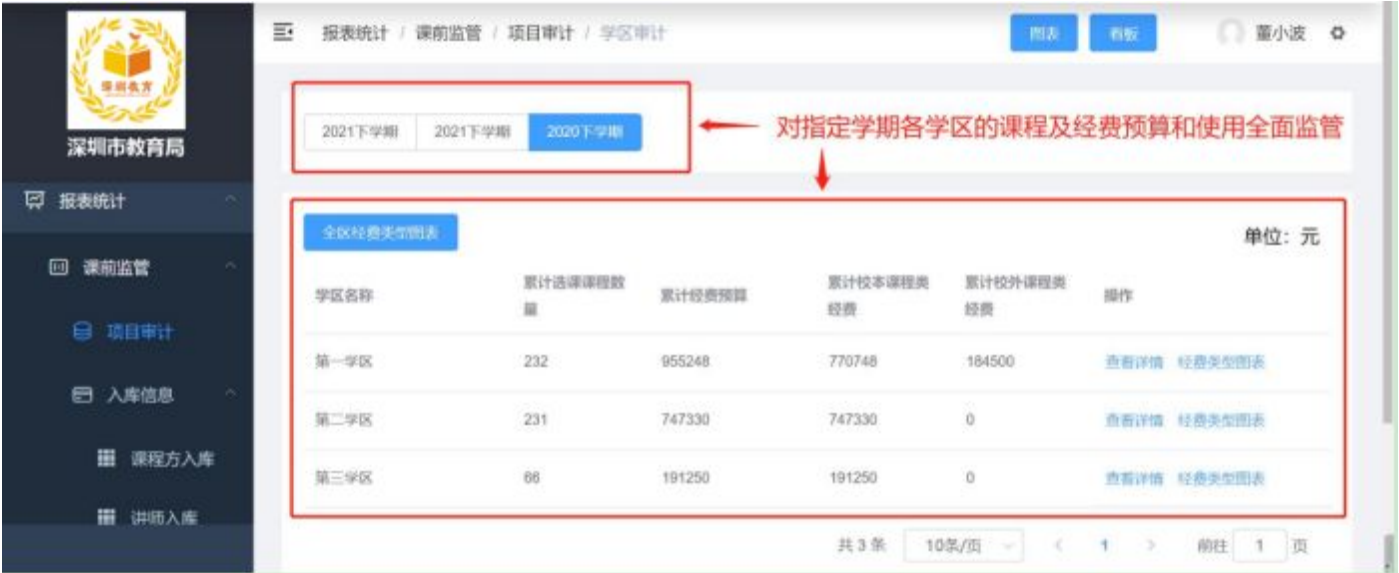 深圳教育
深圳市教育局
报表统计
课前监管
项目审计
入库信息
课程方入库
讲师入库
报表统计 / 课前监管 / 项目审计 / 学区审计
图表 看板 董小波
2021下学期 2021下学期 2020下学期
对指定学期各学区的课程及经费预算和使用全面监管
全区经费类型图表
单位：元
学区名称 累计选课课程数量 累计经费预算 累计校本课程类经费 累计校外课程类经费 操作
第一学区 232 955248 770748 184500 查看详情 经费类型图表
第二学区 231 747330 747330 0 查看详情 经费类型图表
第三学区 66 191250 191250 0 查看详情 经费类型图表
共 3 条 10条/页 < 1 > 前往 1 页